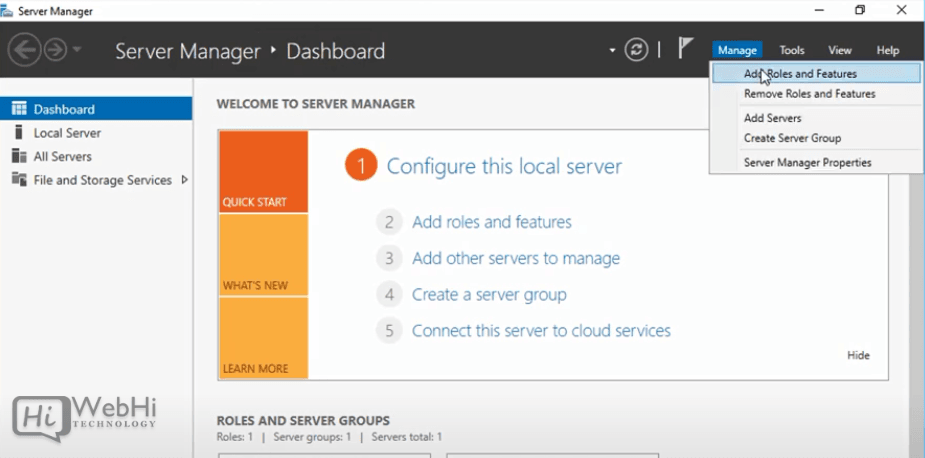 Server Manager
Server Manager ‣ Dashboard
Manage Tools View Help
Add Roles and Features
Remove Roles and Features
Add Servers
Create Server Group
Server Manager Properties
Dashboard
Local Server
All Servers
File and Storage Services
WELCOME TO SERVER MANAGER
QUICK START
WHAT'S NEW
LEARN MORE
1 Configure this local server
2 Add roles and features
3 Add other servers to manage
4 Create a server group
5 Connect this server to cloud services
Hide
ROLES AND SERVER GROUPS
Roles: 1 | Server groups: 1 | Servers total: 1
Hi WebHi
TECHNOLOGY